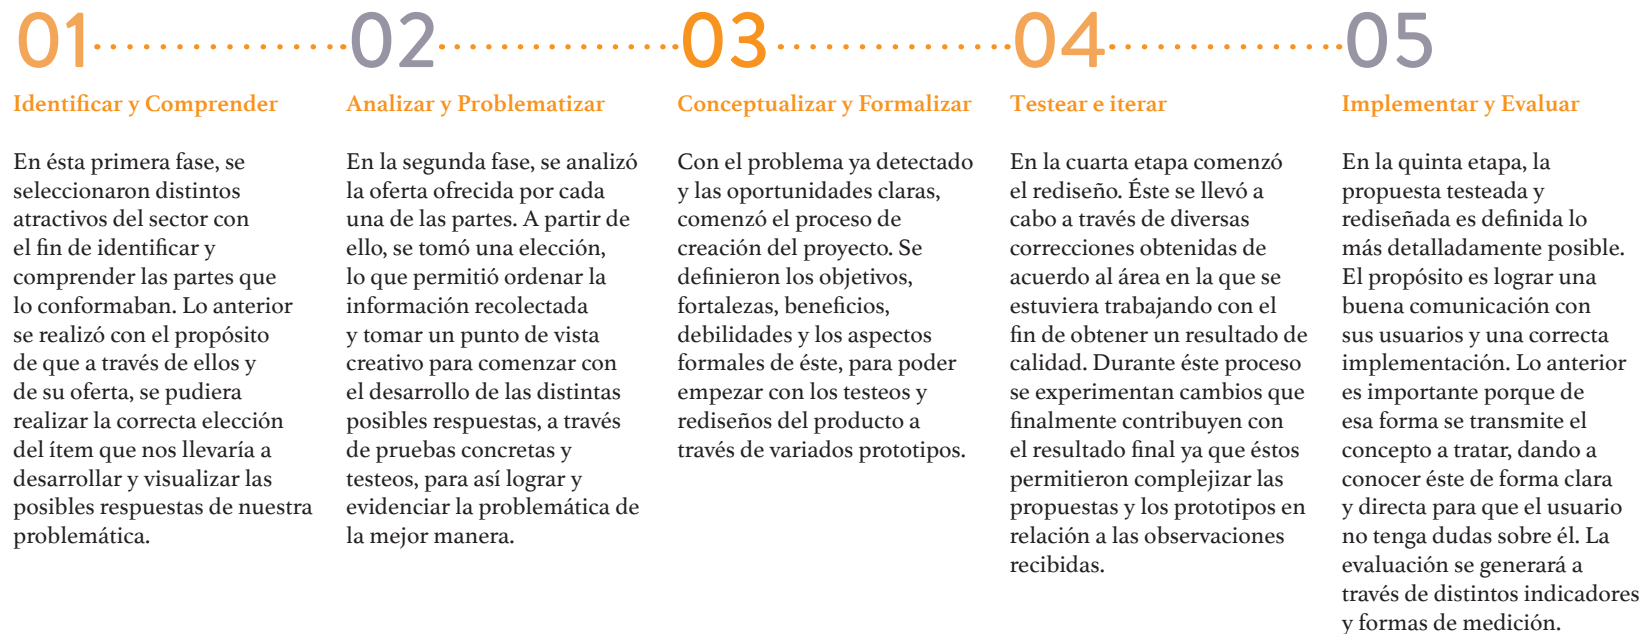 01
Identificar y Comprender
En ésta primera fase, se
seleccionaron distintos
atractivos del sector con
el fin de identificar y
comprender las partes que
lo conformaban. Lo anterior
se realizó con el propósito
de que a través de ellos y
de su oferta, se pudiera
realizar la correcta elección
del ítem que nos llevaría a
desarrollar y visualizar las
posibles respuestas de nuestra
problemática.
02
Analizar y Problematizar
En la segunda fase, se analizó
la oferta ofrecida por cada
una de las partes. A partir de
ello, se tomó una elección,
lo que permitió ordenar la
información recolectada
y tomar un punto de vista
creativo para comenzar con
el desarrollo de las distintas
posibles respuestas, a través
de pruebas concretas y
testeos, para así lograr y
evidenciar la problemática de
la mejor manera.
03
Conceptualizar y Formalizar
Con el problema ya detectado
y las oportunidades claras,
comenzó el proceso de
creación del proyecto. Se
definieron los objetivos,
fortalezas, beneficios,
debilidades y los aspectos
formales de éste, para poder
empezar con los testeos y
rediseños del producto a
través de variados prototipos.
04
Testear e iterar
En la cuarta etapa comenzó
el rediseño. Éste se llevó a
cabo a través de diversas
correcciones obtenidas de
acuerdo al área en la que se
estuviera trabajando con el
fin de obtener un resultado de
calidad. Durante éste proceso
se experimentan cambios que
finalmente contribuyen con
el resultado final ya que éstos
permitieron complejizar las
propuestas y los prototipos en
relación a las observaciones
recibidas.
05
Implementar y Evaluar
En la quinta etapa, la
propuesta testeada y
rediseñada es definida lo
más detalladamente posible.
El propósito es lograr una
buena comunicación con
sus usuarios y una correcta
implementación. Lo anterior
es importante porque de
esa forma se transmite el
concepto a tratar, dando a
conocer éste de forma clara
y directa para que el usuario
no tenga dudas sobre él. La
evaluación se generará a
través de distintos indicadores
y formas de medición.